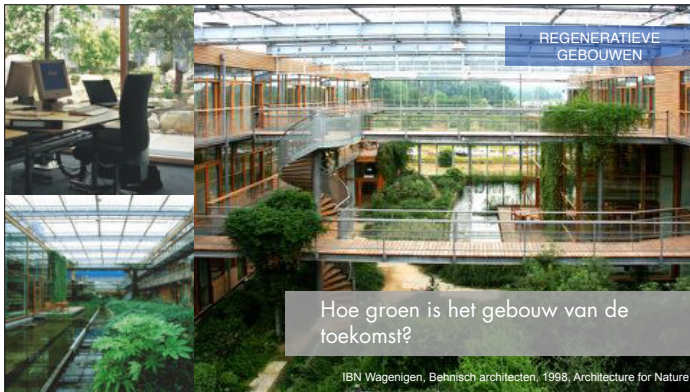 REGENERATIEVE
GEBOUWEN
Hoe groen is het gebouw van de
toekomst?
IBN Wagenigen, Behnisch architecten, 1998, Architecture for Nature